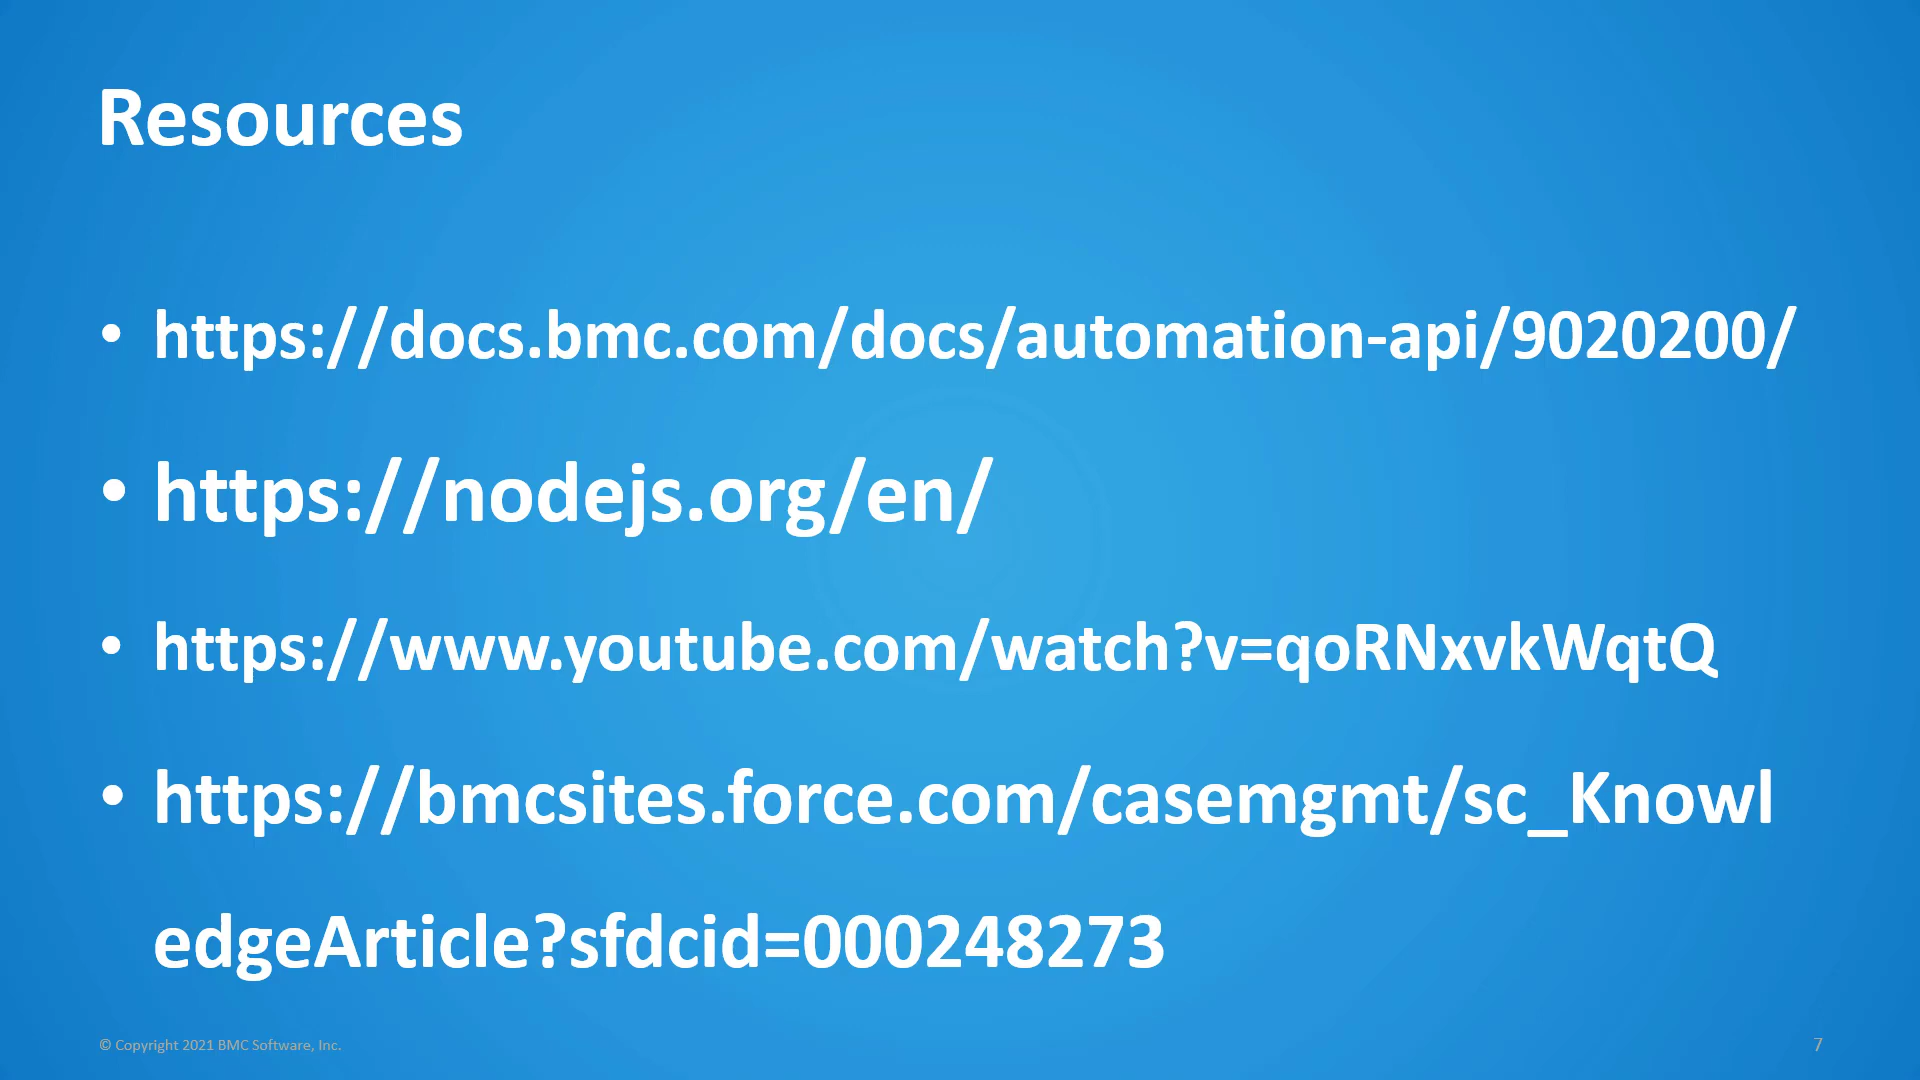 Resources
• https://docs.bmc.com/docs/automation-api/9020200/
• https://nodejs.org/en/
• https://www.youtube.com/watch?v=qoRNxvkWqtQ
• https://bmcsites.force.com/casemgmt/sc_Knowl
edgeArticle?sfdcid=000248273
© Copyright 2021 BMC Software, Inc.
7